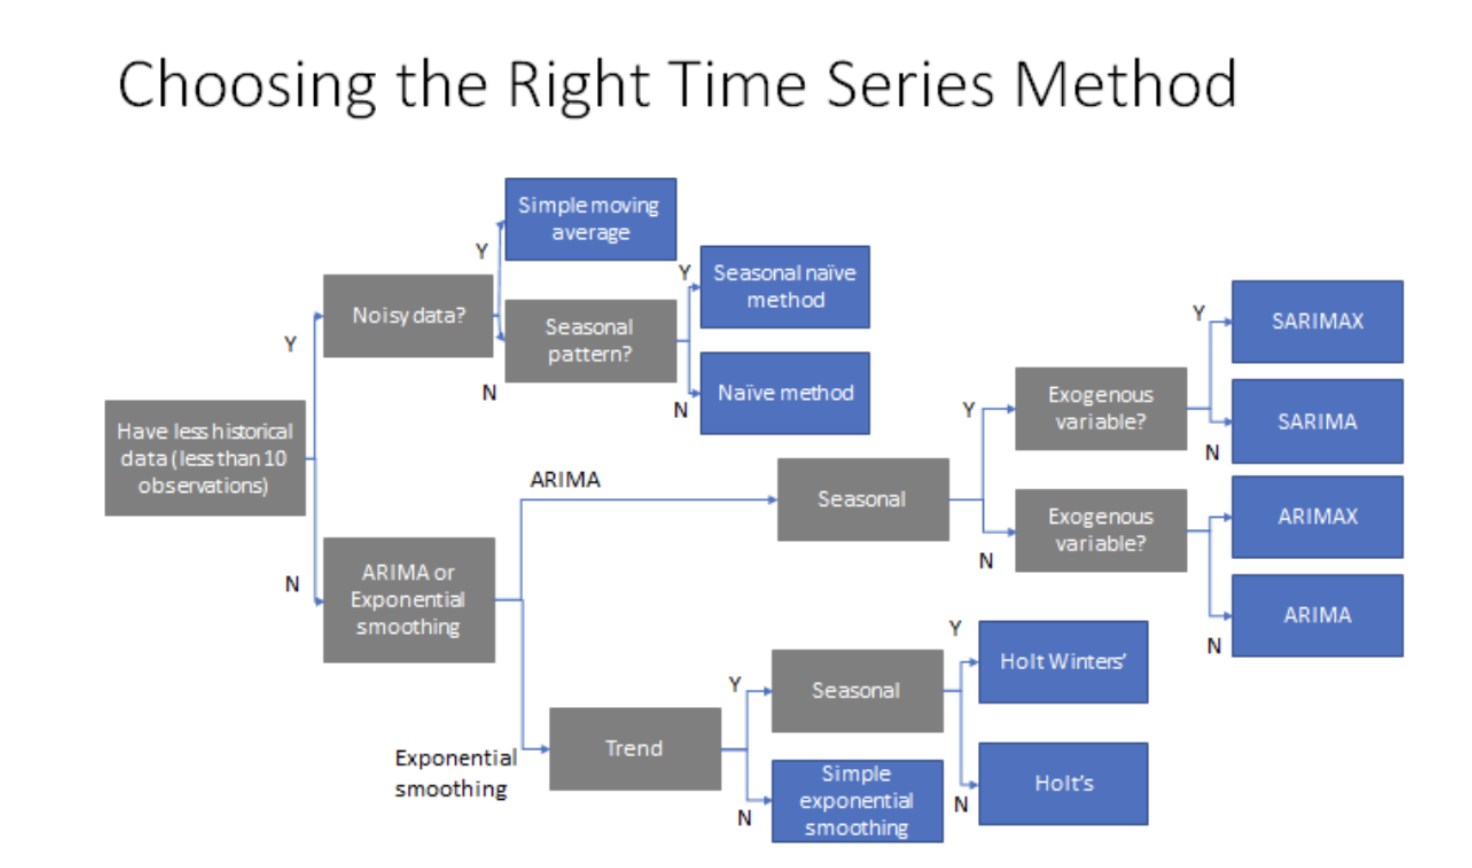 Choosing the Right Time Series Method
Simple moving
average
Y
Noisy data?
Y
N
Seasonal
pattern?
Y
Seasonal naïve
method
N
Naïve method
Have less historical
data (less than 10
observations)
N
ARIMA or
Exponential
smoothing
ARIMA
Seasonal
Y
Exogenous
variable?
Y
SARIMAX
N
SARIMA
N
Exogenous
variable?
ARIMAX
N
ARIMA
Exponential
smoothing
Trend
Y
Seasonal
Y
Holt Winters’
N
Holt’s
N
Simple
exponential
smoothing